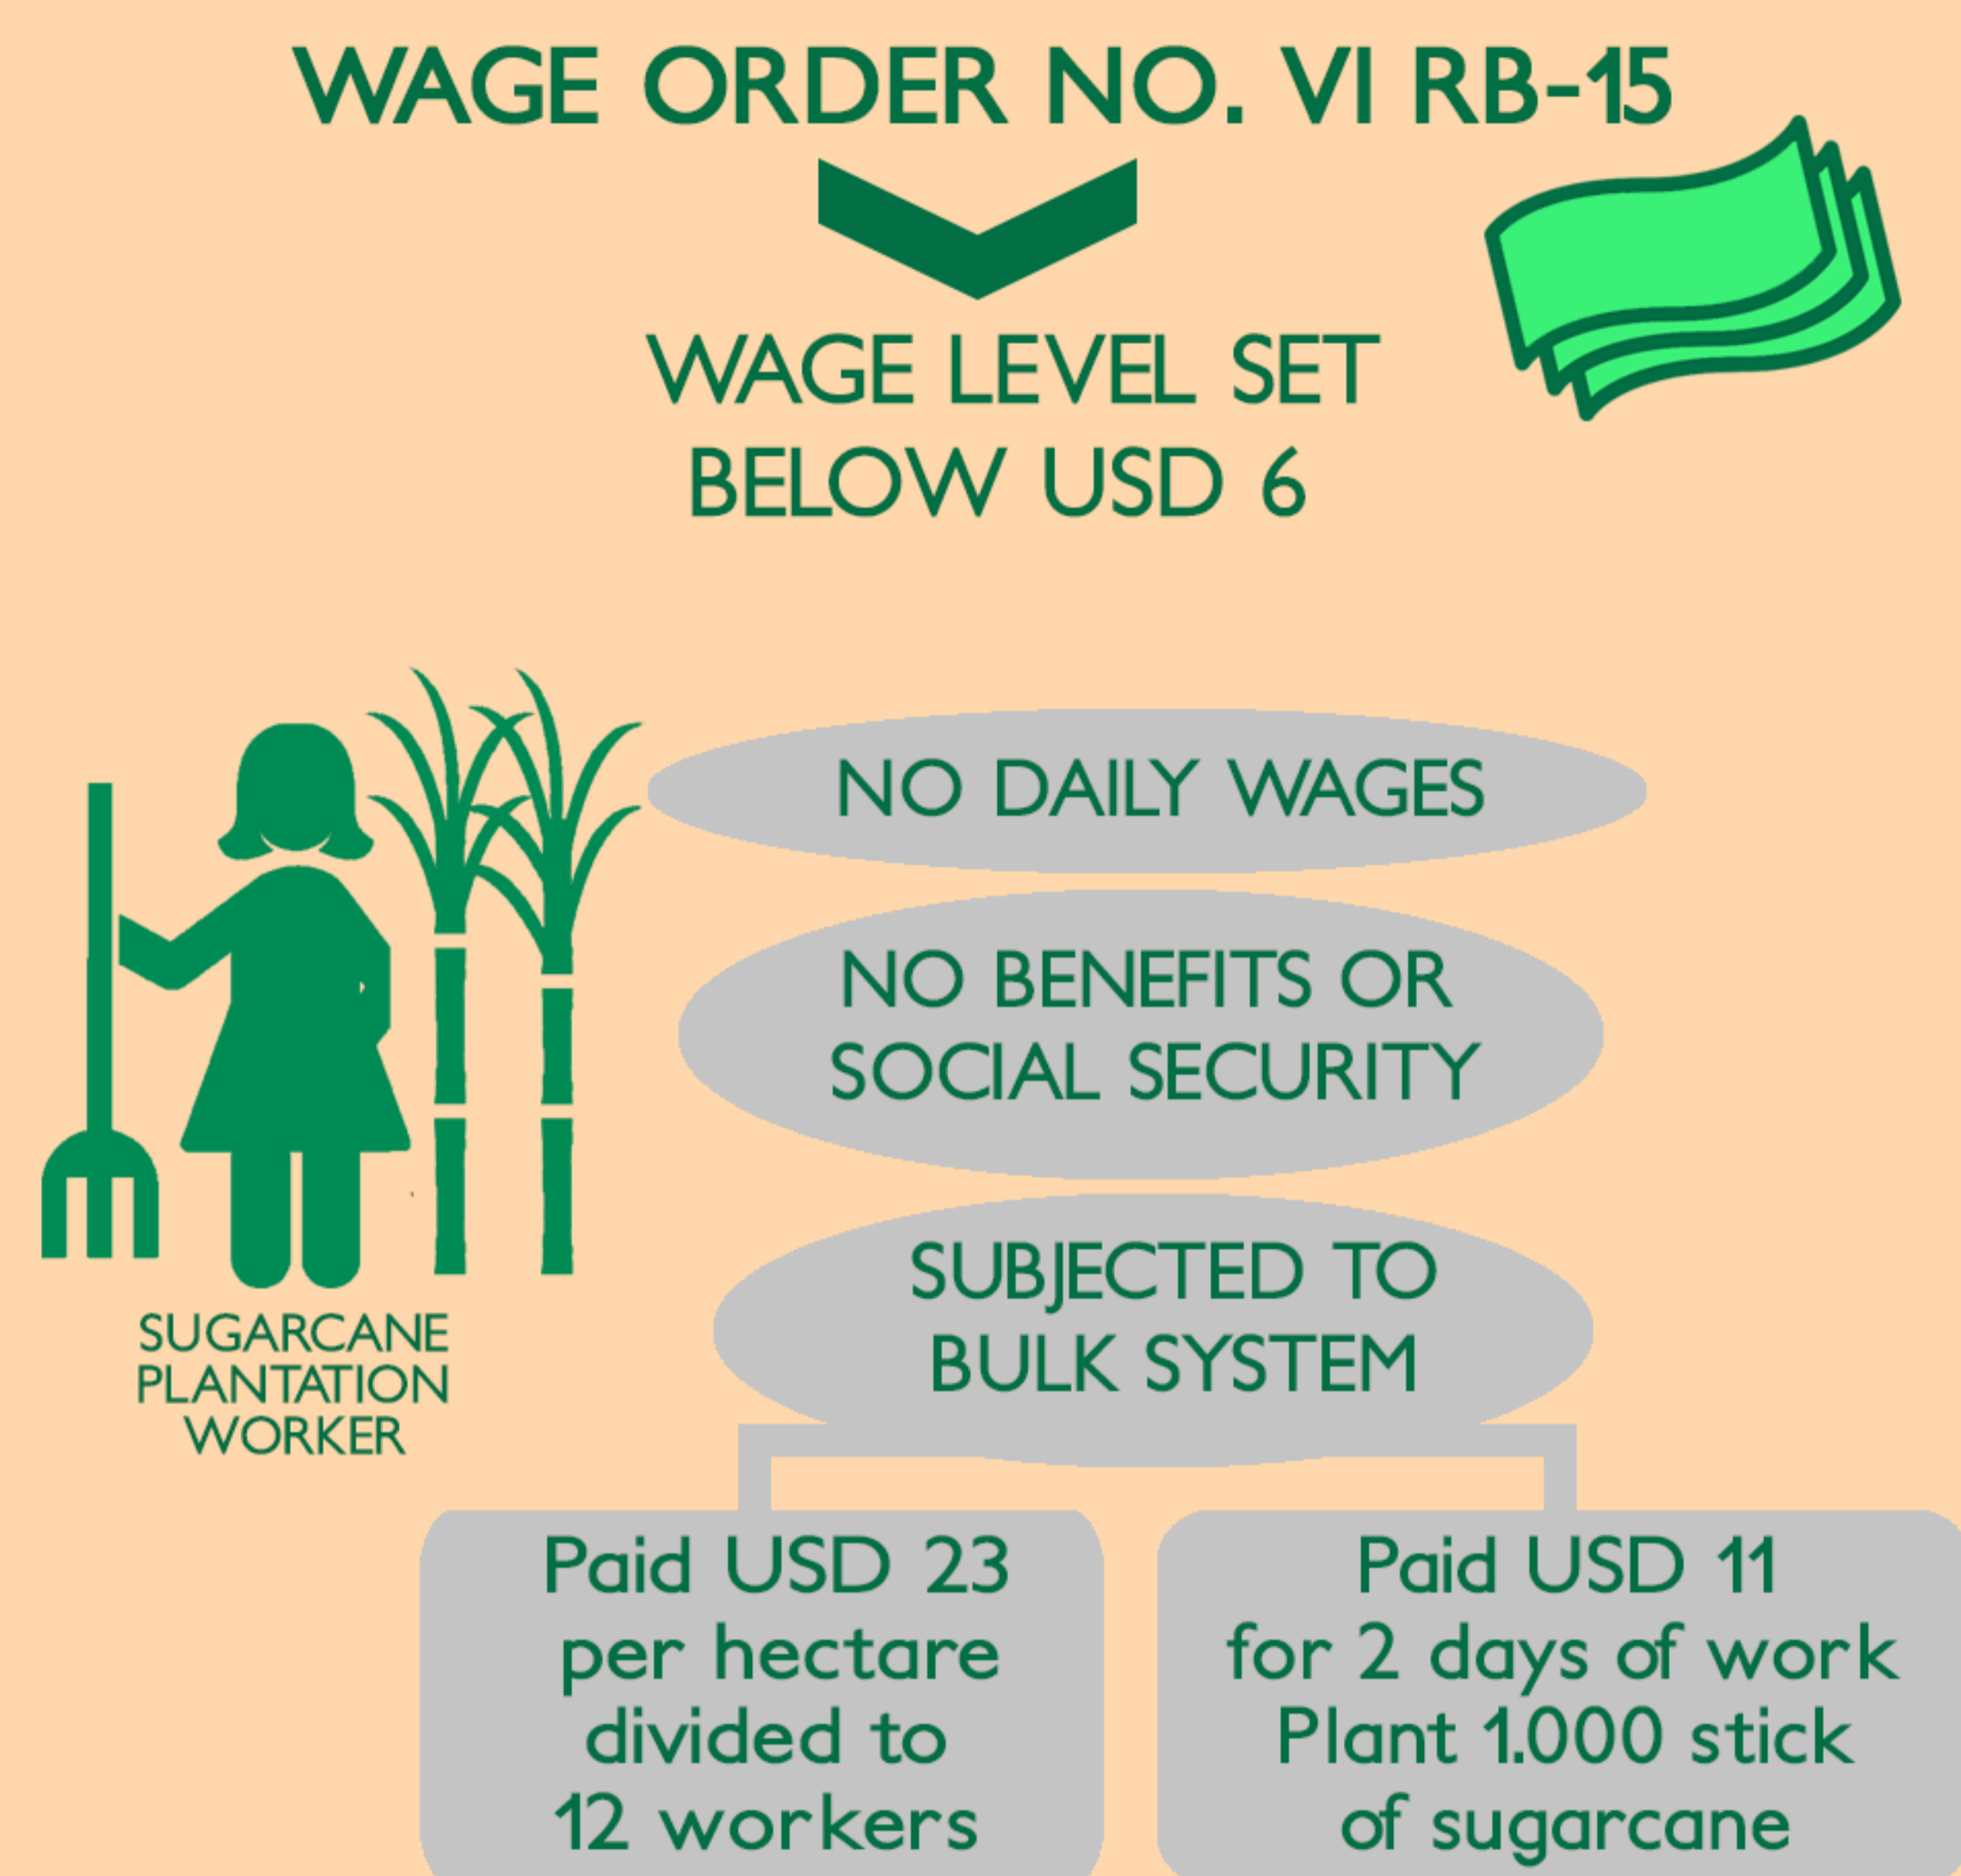 WAGE ORDER NO. VI RB-15
WAGE LEVEL SET
BELOW USD 6
NO DAILY WAGES
NO BENEFITS OR
SOCIAL SECURITY
SUBJECTED TO
BULK SYSTEM
SUGARCANE
PLANTATION
WORKER
Paid USD 23
per hectare
divided to
12 workers
Paid USD 11
for 2 days of work
Plant 1.000 stick
of sugarcane